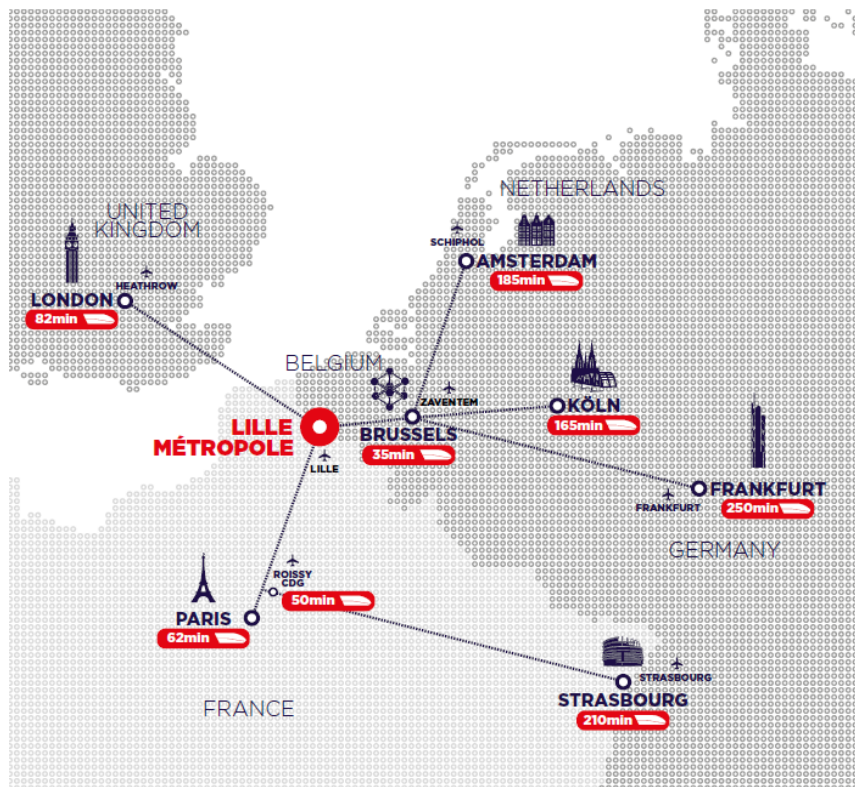 NETHERLANDS
UNITED
KINGDOM
SCHIPHOL
AMSTERDAM
185min
HEATHROW
LONDON
82min
BELGIUM
ZAVENTEM
KÖLN
165min
LILLE
MÉTROPOLE
BRUSSELS
35min
LILLE
FRANKFURT
250min
FRANKFURT
GERMANY
ROISSY
CDG
50min
PARIS
62min
STRASBOURG
STRASBOURG
210min
FRANCE